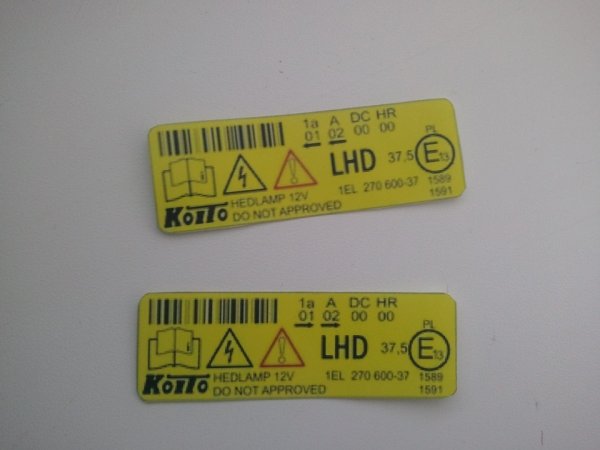 1a A DC HR
01 02 00 00
PL
LHD 37,5 E13
1EL 270 600-37 1589
1591
KOITO HEDLAMP 12V
DO NOT APPROVED
1a A DC HR
01 02 00 00
PL
LHD 37,5 E13
1EL 270 600-37 1589
1591
KOITO HEDLAMP 12V
DO NOT APPROVED